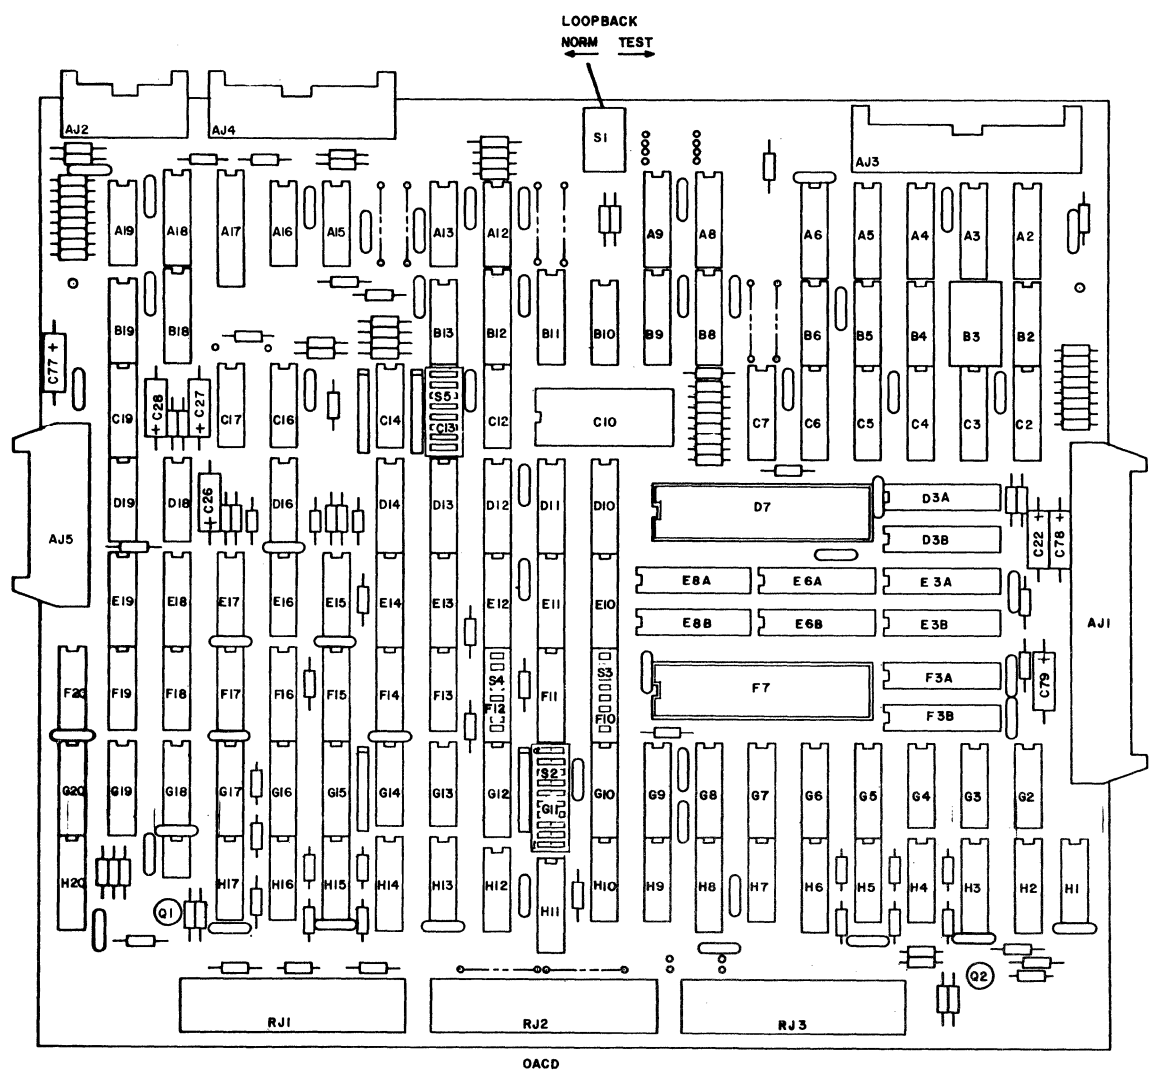 LOOPBACK
NORM TEST
S1
AJ2 AJ4 AJ3
A19 A18 A17 A16 A15 A13 A12 A9 A8 A6 A5 A4 A3 A2
B19 B18 B13 B12 B11 B10 B9 B8 B6 B5 B4 B3 B2
C77 +
S5
C19 C28 + C27 + C17 C16 C14 C13 C12 C10 C7 C6 C5 C4 C3 C2
D19 D18 C26 + D16 D14 D13 D12 D11 D10 D7 D3A
AJ5 D3B C22 + C78 +
E8A E6A E3A
E19 E18 E17 E16 E15 E14 E13 E12 E11 E10 E8B E6B E3B AJ1
S4 S3
F20 F19 F18 F17 F16 F15 F14 F13 F12 F11 F10 F7 F3A C79 +
F3B
S2
G20 G19 G18 G17 G16 G15 G14 G13 G12 G11 G10 G9 G8 G7 G6 G5 G4 G3 G2
H20 H17 H16 H15 H14 H13 H12 H11 H10 H9 H8 H7 H6 H5 H4 H3 H2 H1
Q1
Q2
RJ1 RJ2 RJ3
OACD